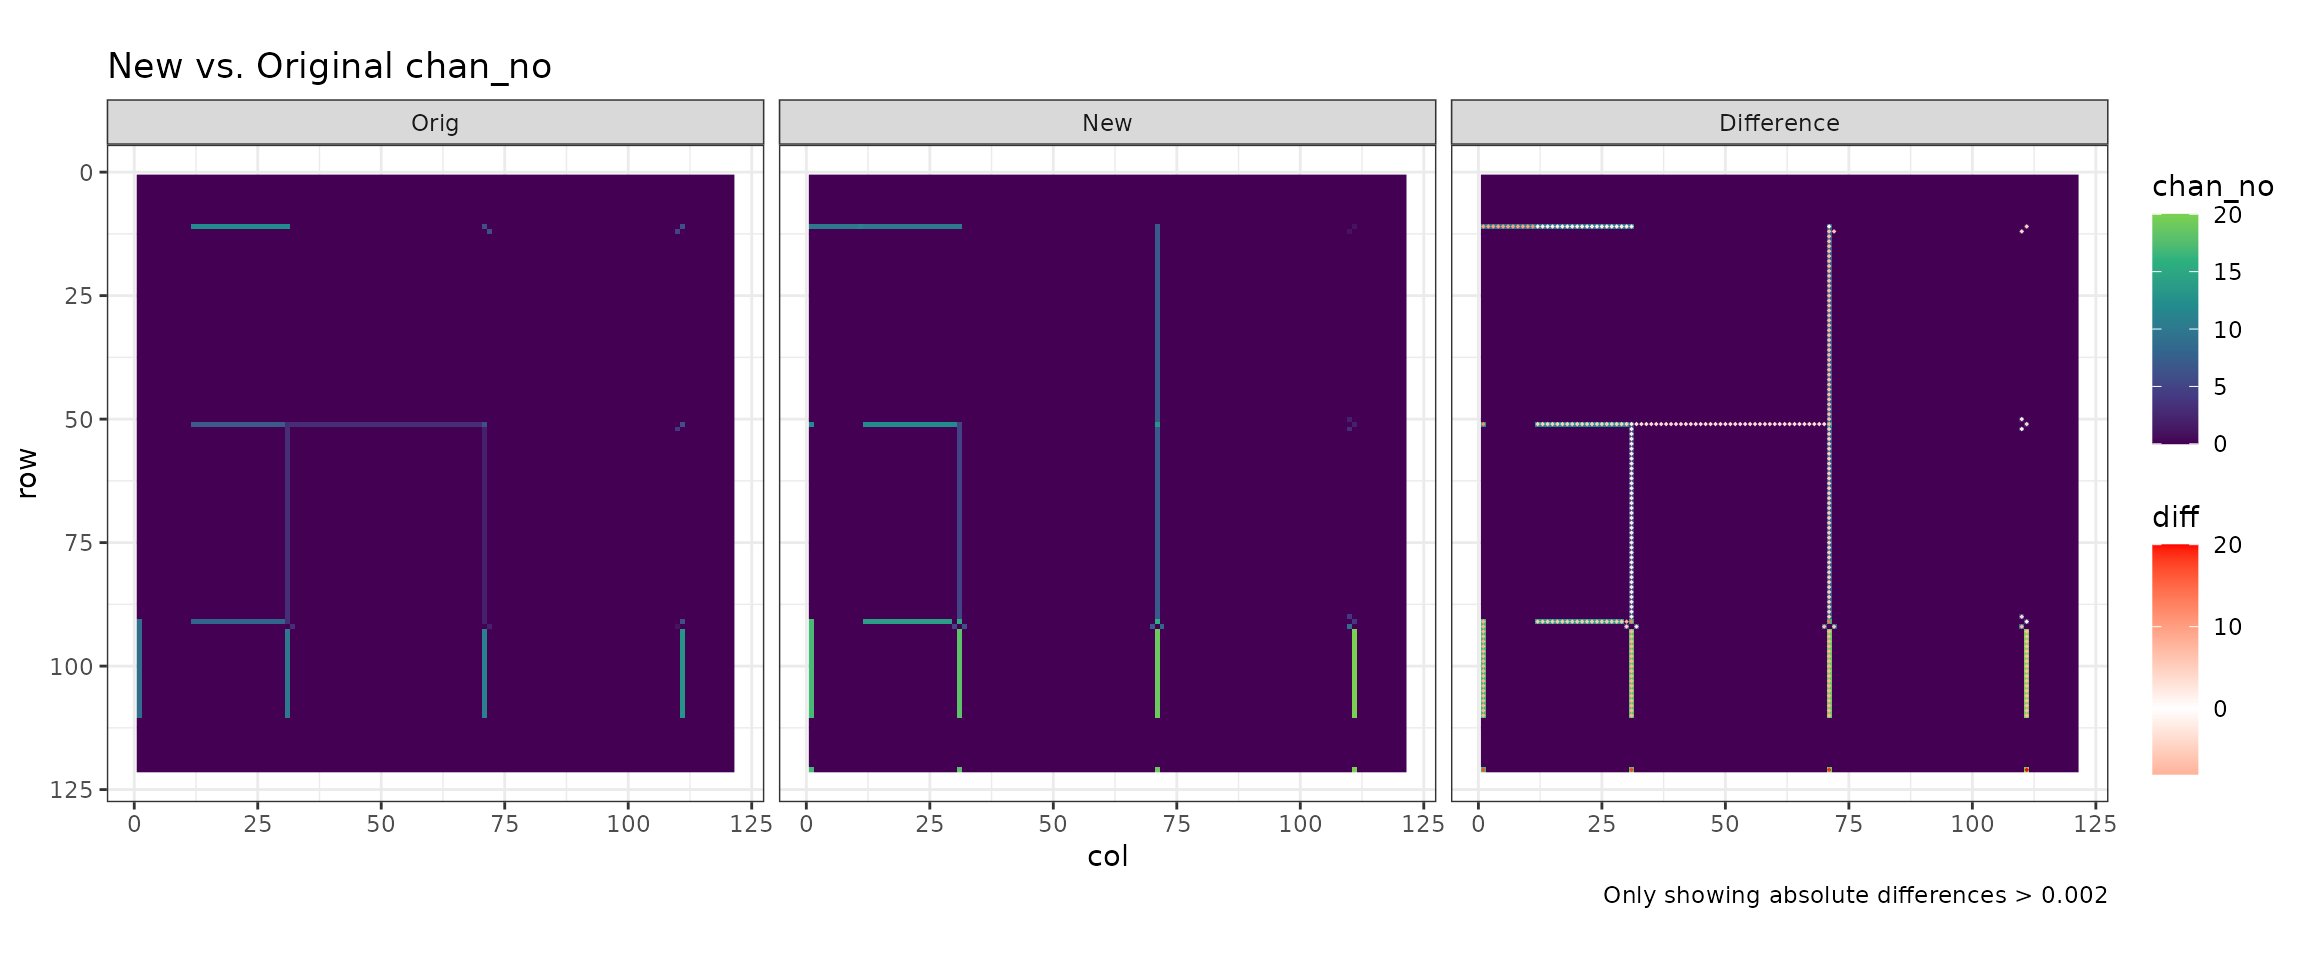 New vs. Original chan_no
Orig
New
Difference
0
25
50
75
100
125
row
0 25 50 75 100 125
0 25 50 75 100 125
0 25 50 75 100 125
col
chan_no
20
15
10
5
0
diff
20
10
0
Only showing absolute differences > 0.002